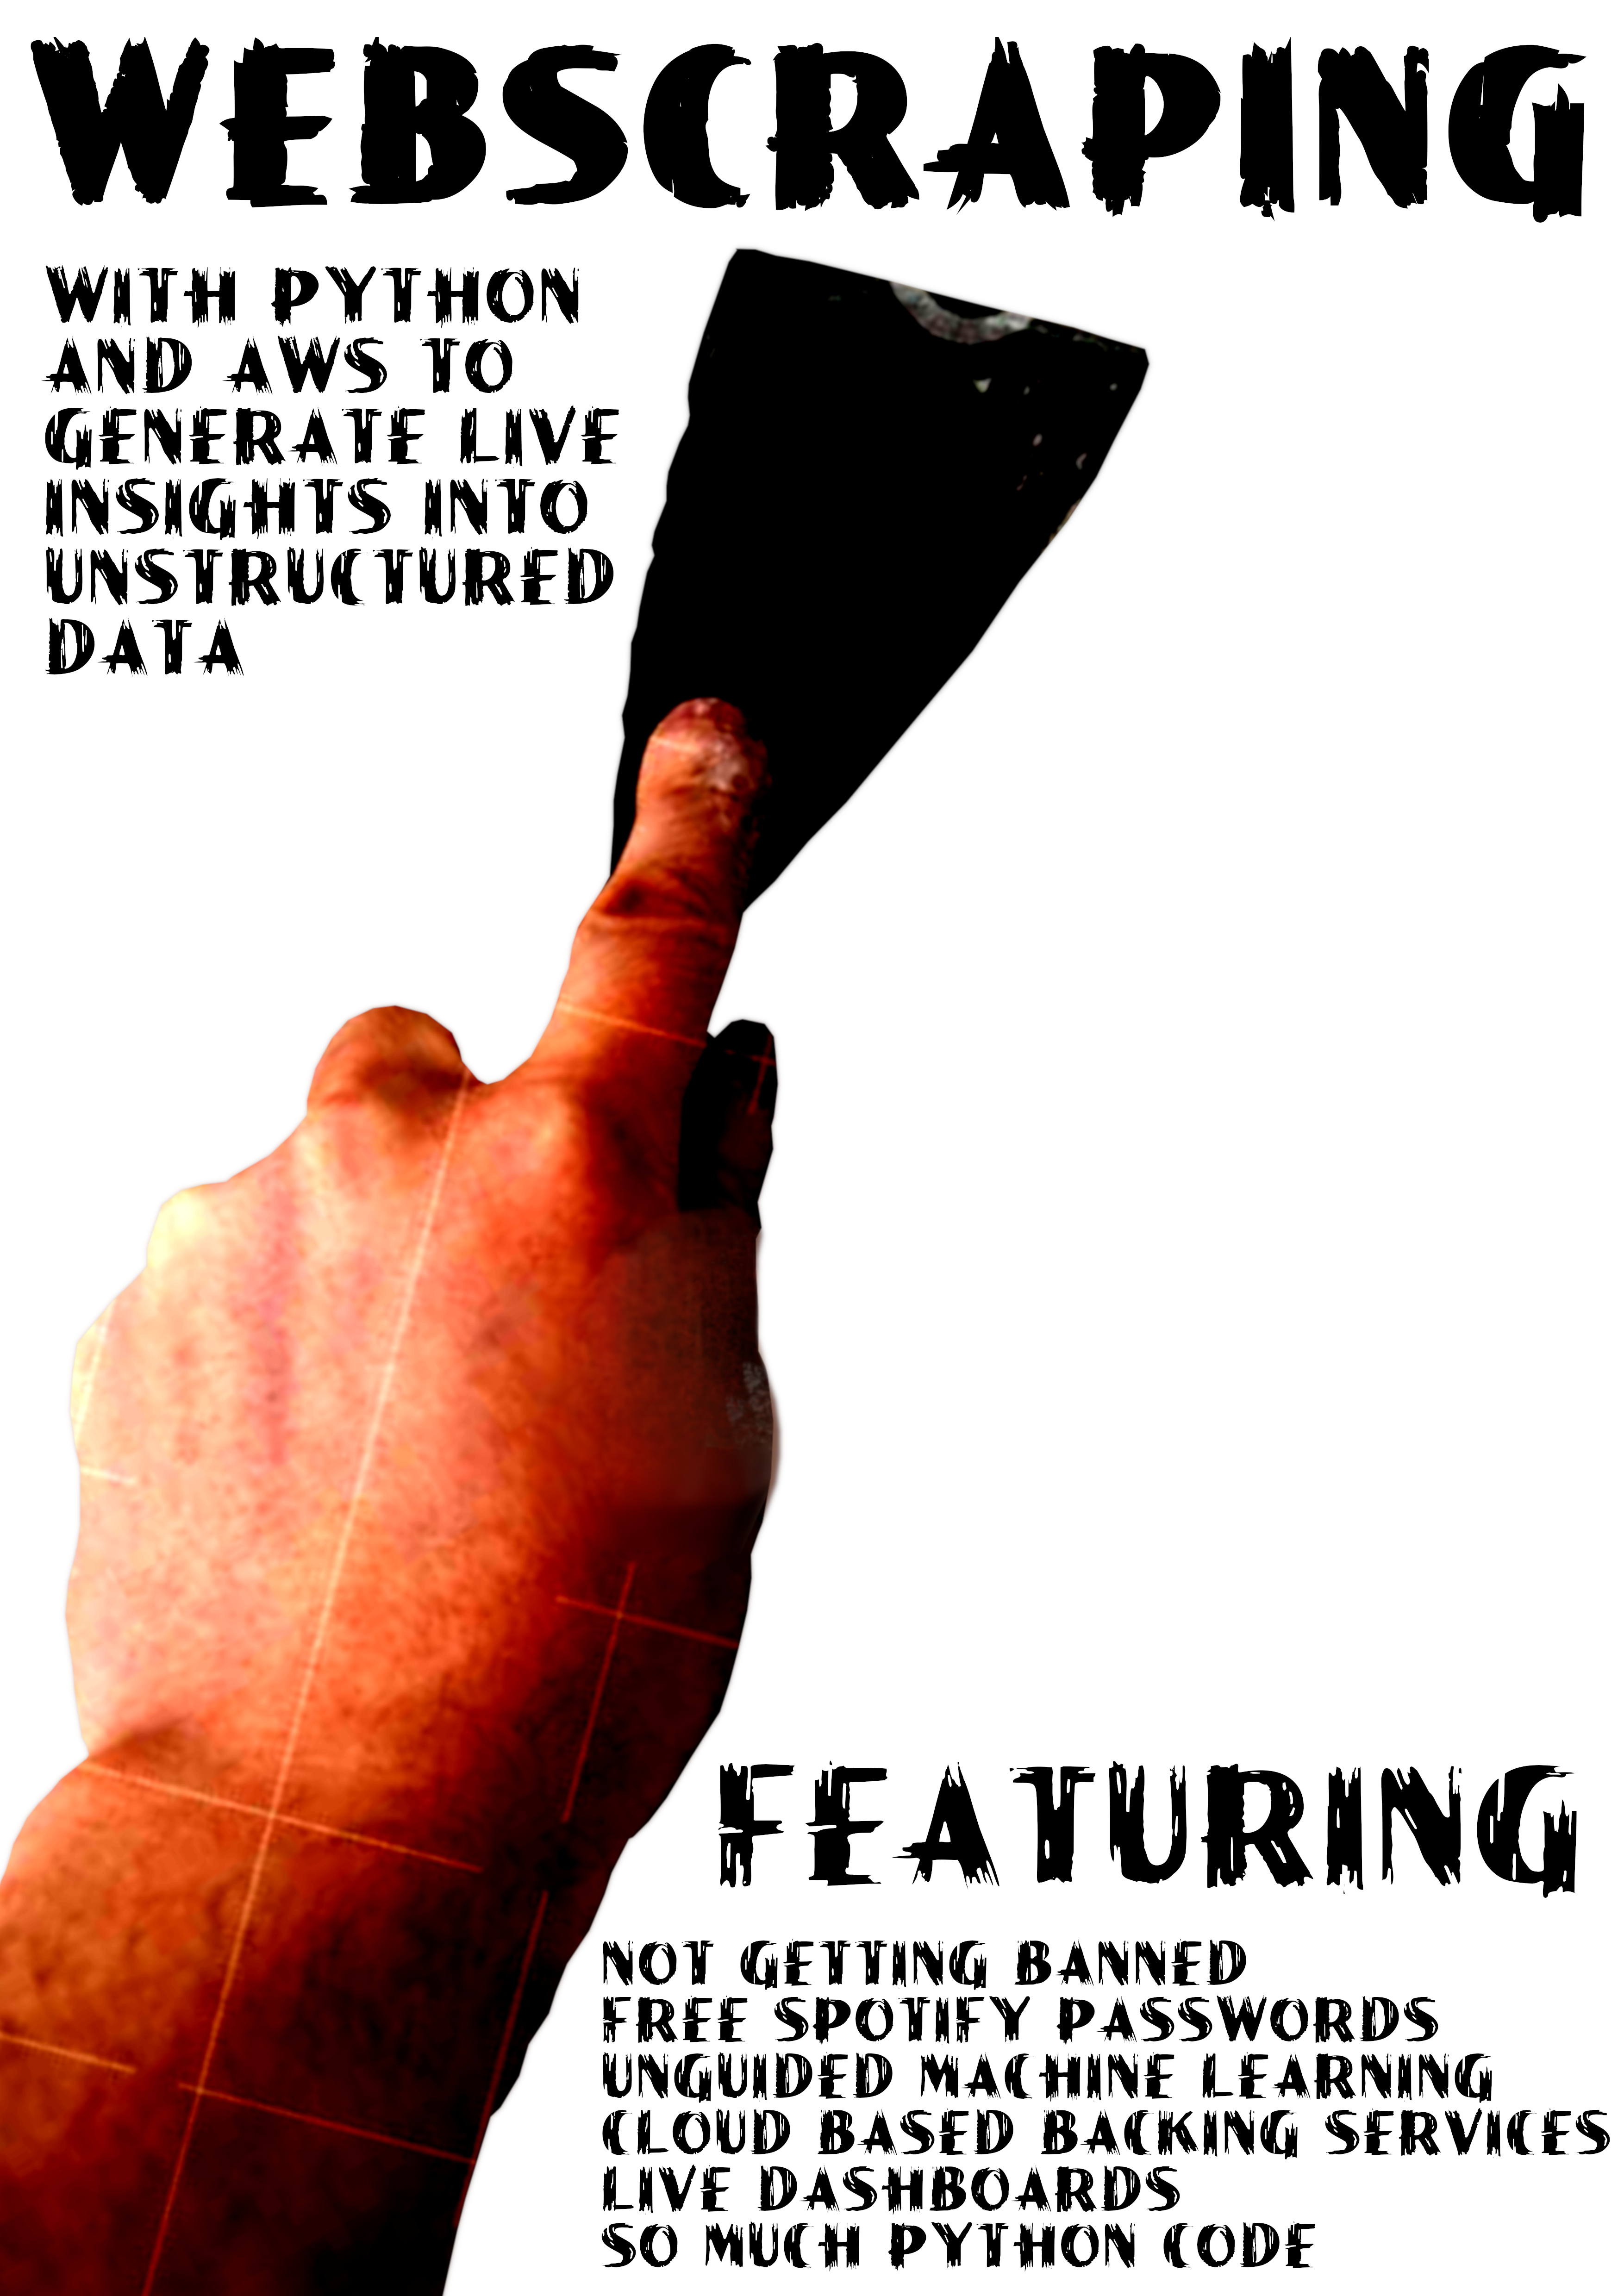 WEBSCRAPING
WITH PYTHON
AND AWS TO
GENERATE LIVE
INSIGHTS INTO
UNSTRUCTURED
DATA
FEATURING
NOT GETTING BANNED
FREE SPOTIFY PASSWORDS
UNGUIDED MACHINE LEARNING
CLOUD BASED BACKING SERVICES
LIVE DASHBOARDS
SO MUCH PYTHON CODE